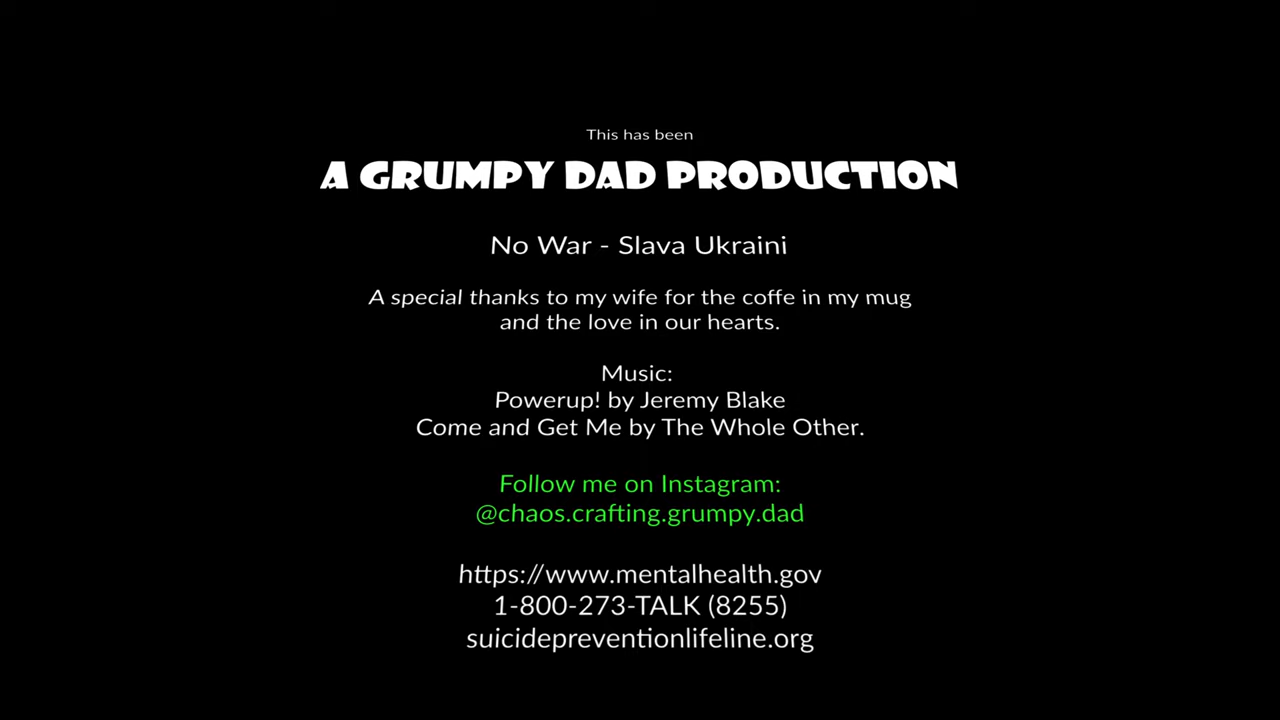 This has been
A GRUMPY DAD PRODUCTION
No War - Slava Ukraini
A special thanks to my wife for the coffe in my mug
and the love in our hearts.
Music:
Powerup! by Jeremy Blake
Come and Get Me by The Whole Other.
Follow me on Instagram:
@chaos.crafting.grumpy.dad
https://www.mentalhealth.gov
1-800-273-TALK (8255)
suicidepreventionlifeline.org